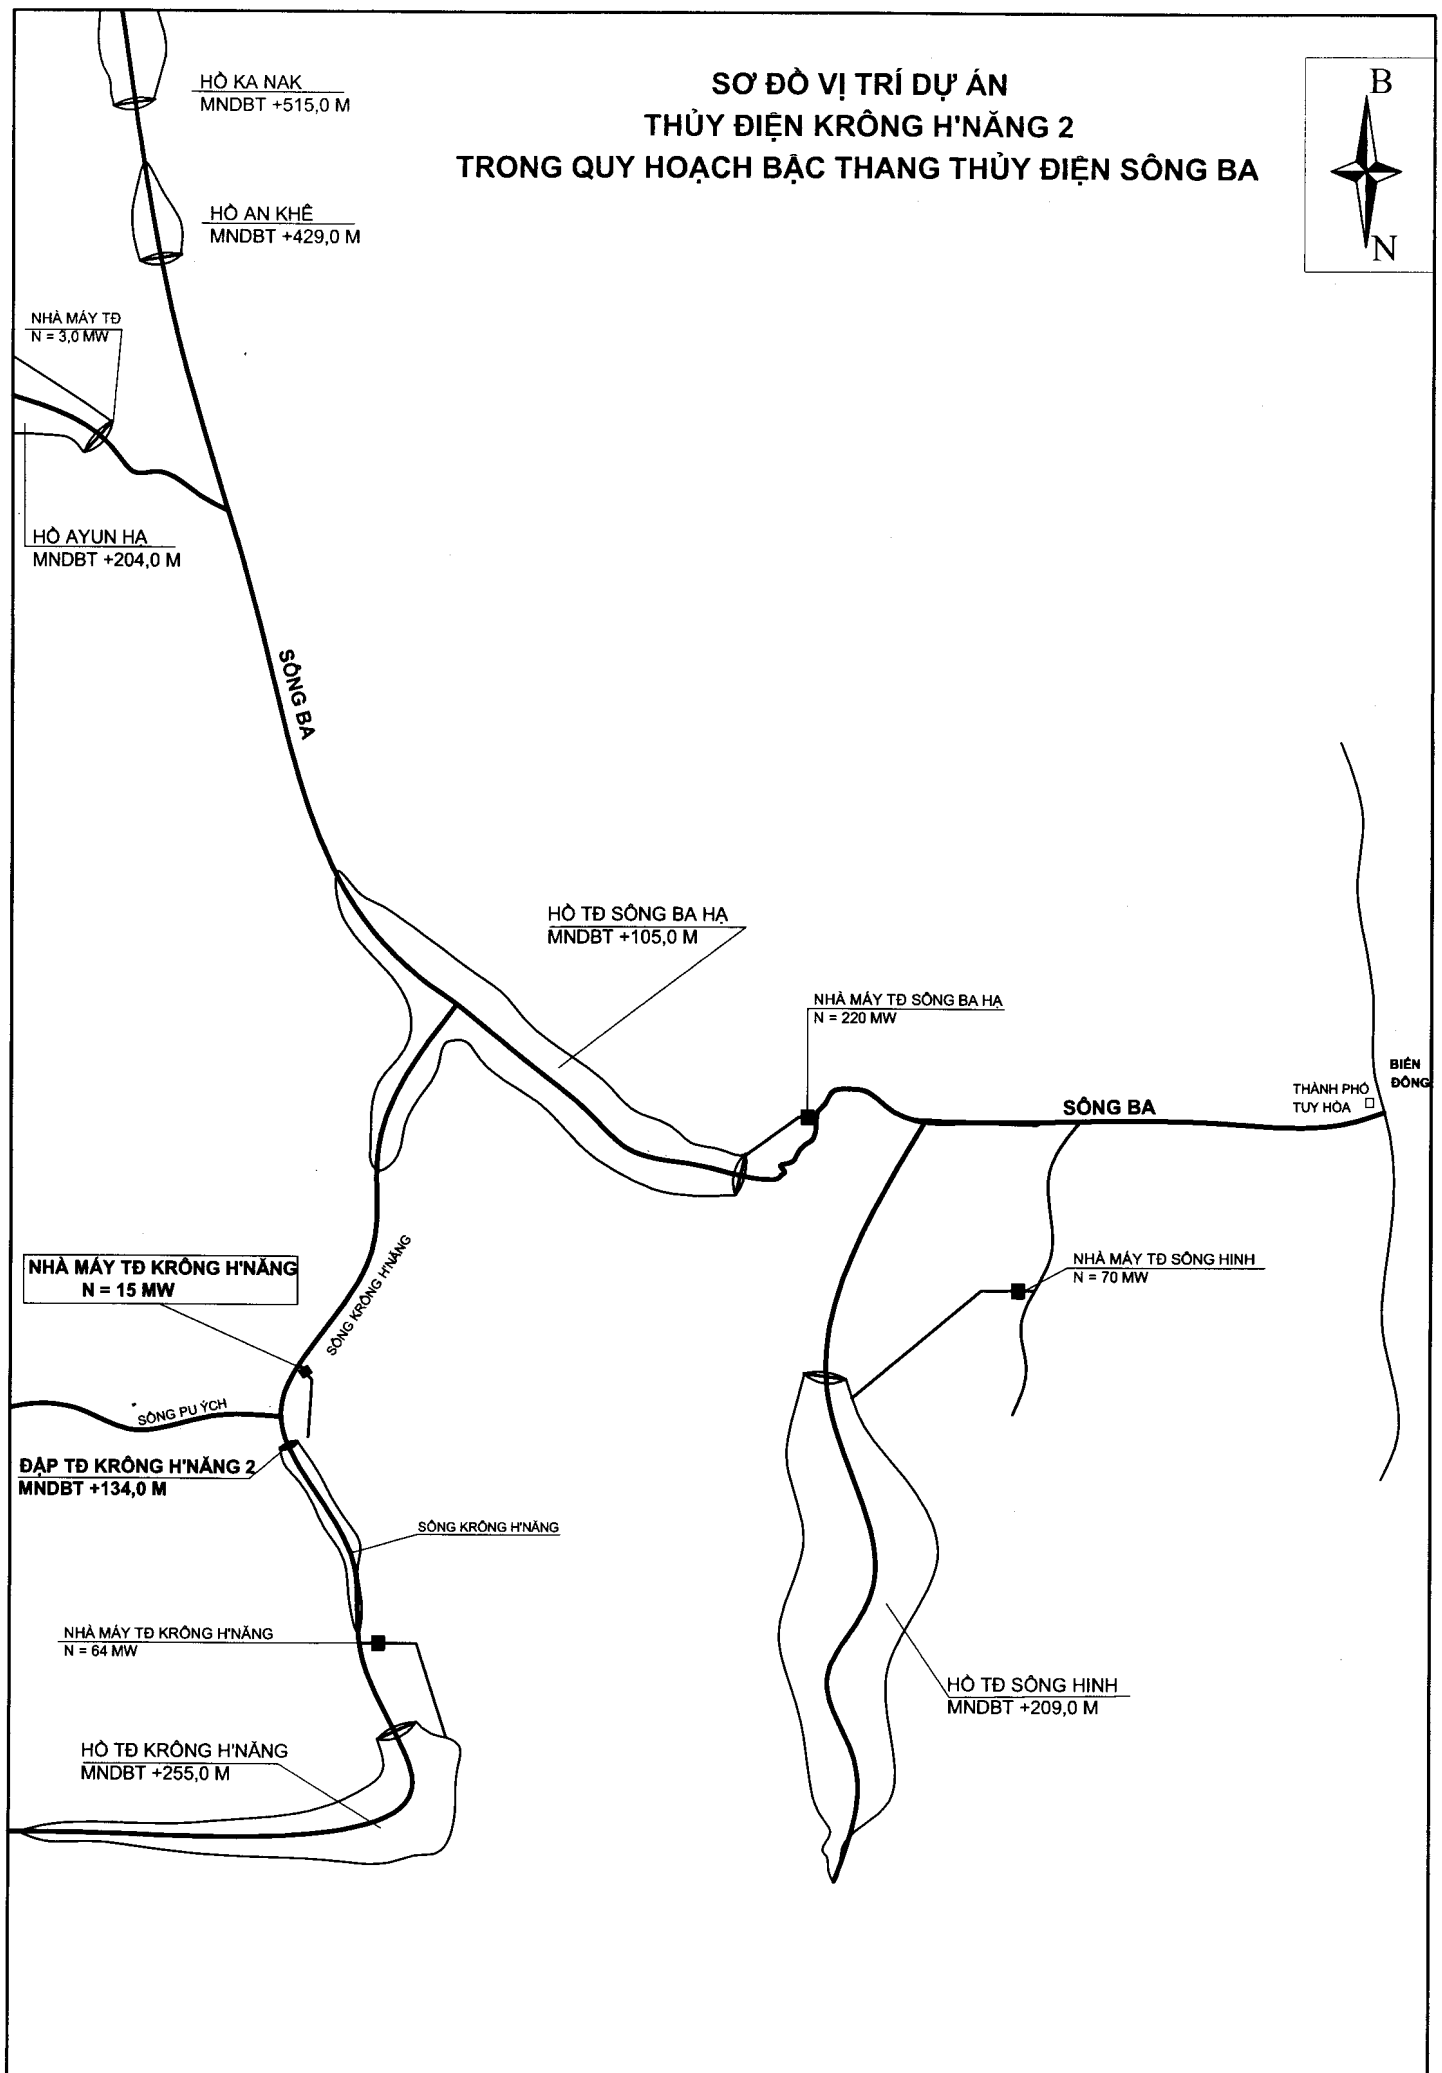 SƠ ĐỒ VỊ TRÍ DỰ ÁN
THỦY ĐIỆN KRÔNG H'NĂNG 2
TRONG QUY HOẠCH BẬC THANG THỦY ĐIỆN SÔNG BA
B
N
HỒ KA NAK
MNDBT +515,0 M
HỒ AN KHÊ
MNDBT +429,0 M
NHÀ MÁY TĐ
N = 3,0 MW
HỒ AYUN HẠ
MNDBT +204,0 M
SÔNG BA
HỒ TĐ SÔNG BA HẠ
MNDBT +105,0 M
NHÀ MÁY TĐ SÔNG BA HẠ
N = 220 MW
BIỂN
ĐÔNG
THÀNH PHỐ
TUY HÒA
SÔNG BA
NHÀ MÁY TĐ KRÔNG H'NĂNG
N = 15 MW
SÔNG KRÔNG H'NĂNG
NHÀ MÁY TĐ SÔNG HINH
N = 70 MW
SÔNG PU ÝCH
ĐẬP TĐ KRÔNG H'NĂNG 2
MNDBT +134,0 M
SÔNG KRÔNG H'NĂNG
NHÀ MÁY TĐ KRÔNG H'NĂNG
N = 64 MW
HỒ TĐ SÔNG HINH
MNDBT +209,0 M
HỒ TĐ KRÔNG H'NĂNG
MNDBT +255,0 M